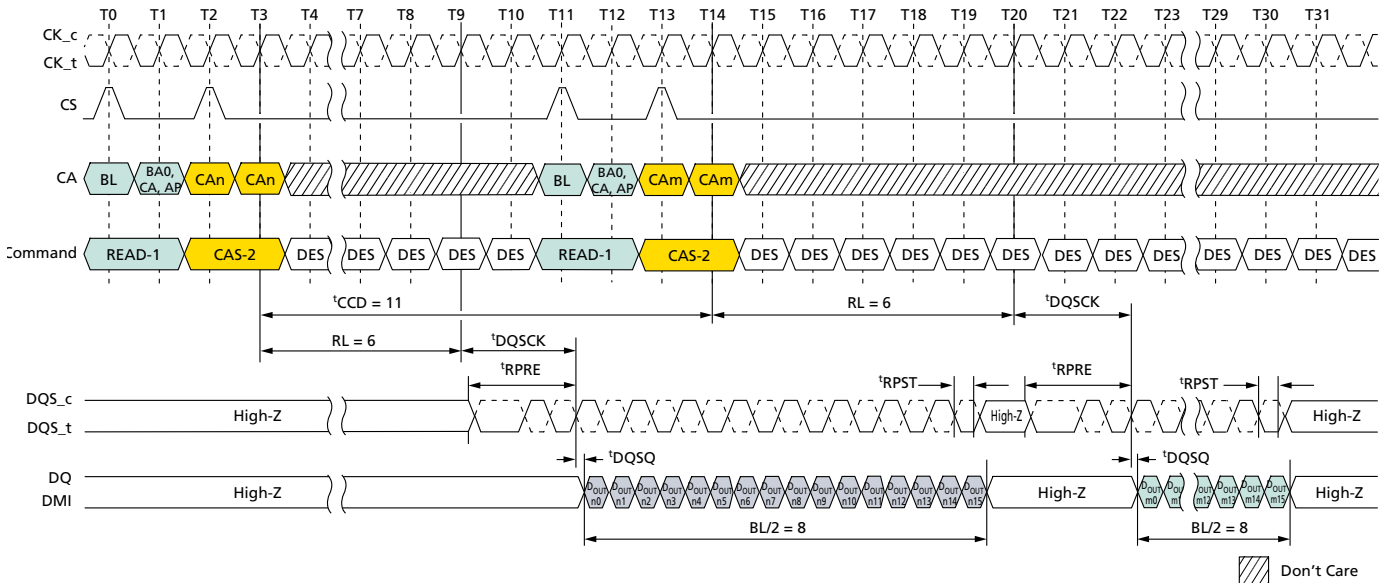 T0 T1 T2 T3 T4 T7 T8 T9 T10 T11 T12 T13 T14 T15 T16 T17 T18 T19 T20 T21 T22 T23 T29 T30 T31
CK_c
CK_t
CS
CA BL BA0, CA, AP CAn CAn BL BA0, CA, AP CAm CAm
Command READ-1 CAS-2 DES DES DES DES DES READ-1 CAS-2 DES DES DES DES DES DES DES DES DES DES DES DES DES
tCCD = 11 RL = 6 tDQSCK
RL = 6 tDQSCK
tRPRE tRPST tRPRE tRPST
DQS_c
DQS_t
High-Z High-Z High-Z
tDQSQ tDQSQ
DQ
DMI
High-Z DOUT n0 DOUT n1 DOUT n2 DOUT n3 DOUT n4 DOUT n5 DOUT n6 DOUT n7 DOUT n8 DOUT n9 DOUT n10 DOUT n11 DOUT n12 DOUT n13 DOUT n14 DOUT n15 High-Z DOUT m0 DOUT m1 DOUT m12 DOUT m13 DOUT m14 DOUT m15 High-Z
BL/2 = 8 BL/2 = 8
Don't Care